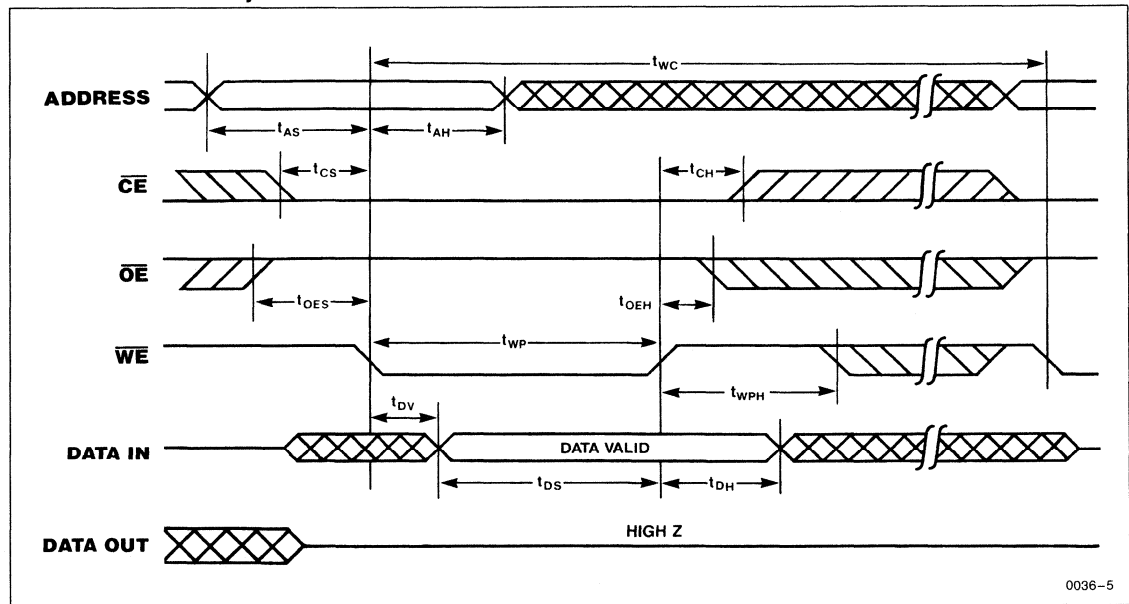 tWC
ADDRESS
tAS
tAH
CE
tCS
tCH
OE
tOES
tOEH
WE
tWP
tWPH
tDV
DATA IN
DATA VALID
tDS
tDH
DATA OUT
HIGH Z
0036-5